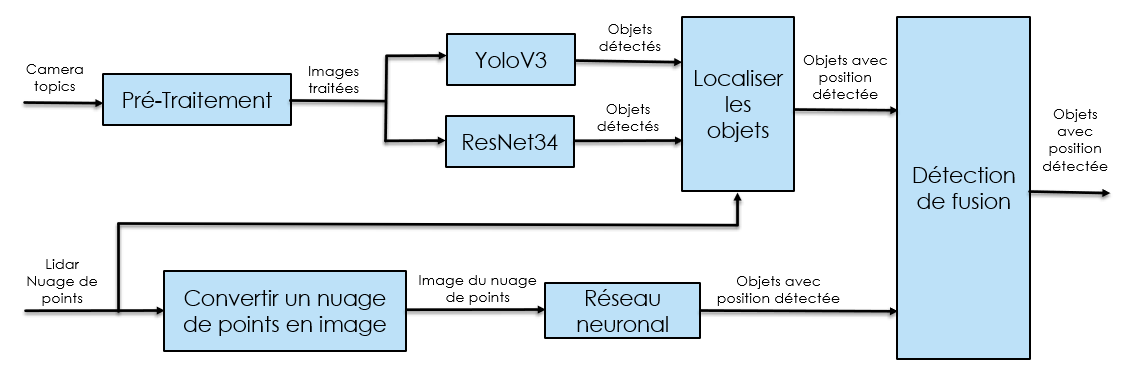 Camera
topics
Pré-Traitement
Images
traitées
YoloV3
ResNet34
Objets
détectés
Objets
détectés
Localiser
les
objets
Objets avec
position
détectée
Détection
de fusion
Objets
avec
position
détectée
Lidar
Nuage de
points
Convertir un nuage
de points en image
Image du nuage
de points
Réseau
neuronal
Objets avec
position détectée